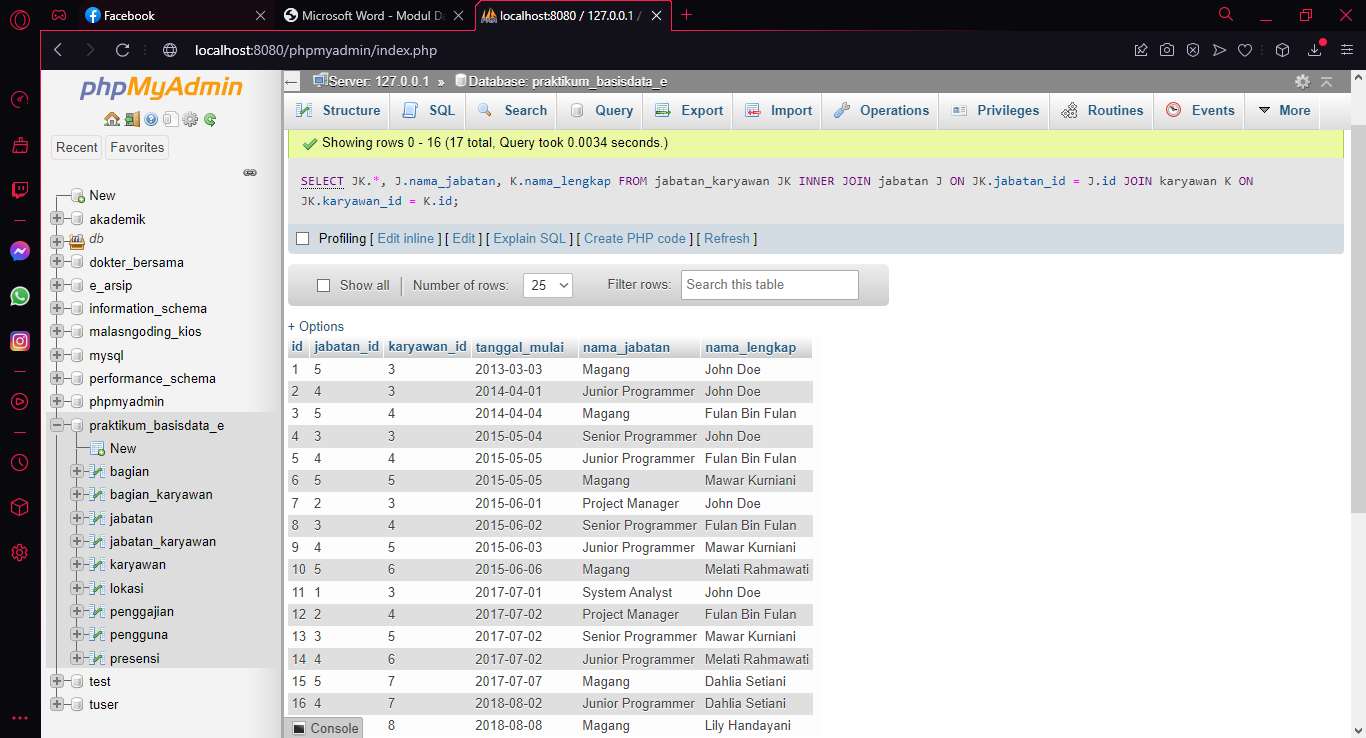 Facebook
Microsoft Word - Modul Da
localhost:8080 / 127.0.0.1 /
localhost:8080/phpmyadmin/index.php
phpMyAdmin
Recent
Favorites
New
akademik
db
dokter_bersama
e_arsip
information_schema
malasngoding_kios
mysql
performance_schema
phpmyadmin
praktikum_basisdata_e
New
bagian
bagian_karyawan
jabatan
jabatan_karyawan
karyawan
lokasi
penggajian
pengguna
presensi
test
tuser
Server: 127.0.0.1 » Database: praktikum_basisdata_e
Structure SQL Search Query Export Import Operations Privileges Routines Events More
Showing rows 0 - 16 (17 total, Query took 0.0034 seconds.)
SELECT JK.*, J.nama_jabatan, K.nama_lengkap FROM jabatan_karyawan JK INNER JOIN jabatan J ON JK.jabatan_id = J.id JOIN karyawan K ON
JK.karyawan_id = K.id;
Profiling [ Edit inline ] [ Edit ] [ Explain SQL ] [ Create PHP code ] [ Refresh ]
Show all Number of rows: 25 Filter rows: Search this table
+ Options
id jabatan_id karyawan_id tanggal_mulai nama_jabatan nama_lengkap
1 5 3 2013-03-03 Magang John Doe
2 4 3 2014-04-01 Junior Programmer John Doe
3 5 4 2014-04-04 Magang Fulan Bin Fulan
4 3 3 2015-05-04 Senior Programmer John Doe
5 4 4 2015-05-05 Junior Programmer Fulan Bin Fulan
6 5 5 2015-05-05 Magang Mawar Kurniani
7 2 3 2015-06-01 Project Manager John Doe
8 3 4 2015-06-02 Senior Programmer Fulan Bin Fulan
9 4 5 2015-06-03 Junior Programmer Mawar Kurniani
10 5 6 2015-06-06 Magang Melati Rahmawati
11 1 3 2017-07-01 System Analyst John Doe
12 2 4 2017-07-02 Project Manager Fulan Bin Fulan
13 3 5 2017-07-02 Senior Programmer Mawar Kurniani
14 4 6 2017-07-02 Junior Programmer Melati Rahmawati
15 5 7 2017-07-07 Magang Dahlia Setiani
16 4 7 2018-08-02 Junior Programmer Dahlia Setiani
8 2018-08-08 Magang Lily Handayani
Console